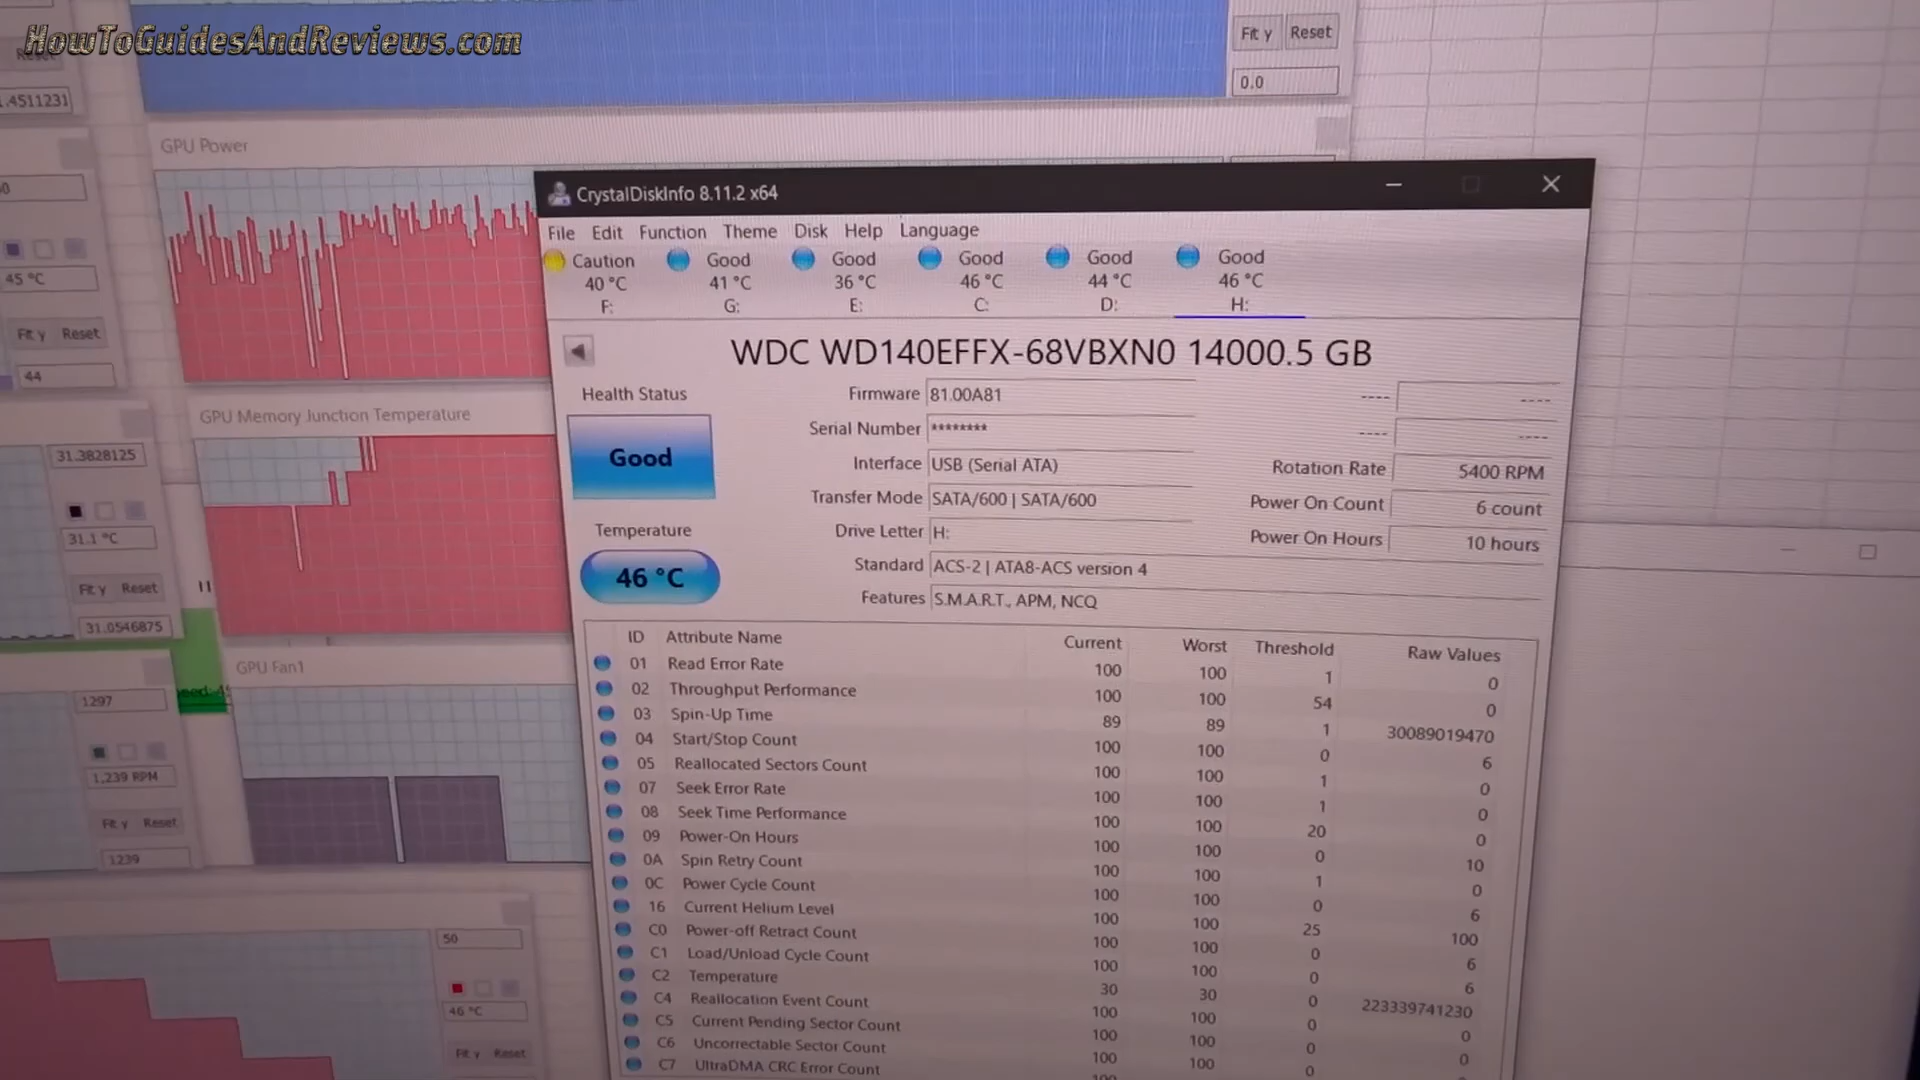 HowToGuidesAndReviews.com
Fit y Reset
0.0
.4511231
GPU Power
45 °C
Fit y Reset
44
CrystalDiskInfo 8.11.2 x64
File Edit Function Theme Disk Help Language
Caution Good Good Good Good Good
40 °C 41 °C 36 °C 46 °C 44 °C 46 °C
F: G: E: C: D: H:
WDC WD140EFFX-68VBXN0 14000.5 GB
Health Status
Good
Temperature
46 °C
Firmware 81.00A81 ---- ----
Serial Number ******** ---- ----
Interface USB (Serial ATA) Rotation Rate 5400 RPM
Transfer Mode SATA/600 | SATA/600 Power On Count 6 count
Drive Letter H: Power On Hours 10 hours
Standard ACS-2 | ATA8-ACS version 4
Features S.M.A.R.T., APM, NCQ
ID Attribute Name Current Worst Threshold Raw Values
01 Read Error Rate 100 100 1 0
02 Throughput Performance 100 100 54 0
03 Spin-Up Time 89 89 1 30089019470
04 Start/Stop Count 100 100 0 6
05 Reallocated Sectors Count 100 100 1 0
07 Seek Error Rate 100 100 1 0
08 Seek Time Performance 100 100 20 0
09 Power-On Hours 100 100 0 10
0A Spin Retry Count 100 100 1 0
0C Power Cycle Count 100 100 0 6
16 Current Helium Level 100 100 25 100
C0 Power-off Retract Count 100 100 0 6
C1 Load/Unload Cycle Count 100 100 0 6
C2 Temperature 30 30 0 223339741230
C4 Reallocation Event Count 100 100 0 0
C5 Current Pending Sector Count 100 100 0 0
C6 Uncorrectable Sector Count 100 100 0
C7 UltraDMA CRC Error Count
GPU Memory Junction Temperature
31.3828125
31.1 °C
Fit y Reset
31.0546875
GPU Fan1
1297
1,239 RPM
Fit y Reset
1239
50
46 °C
Fit y Reset